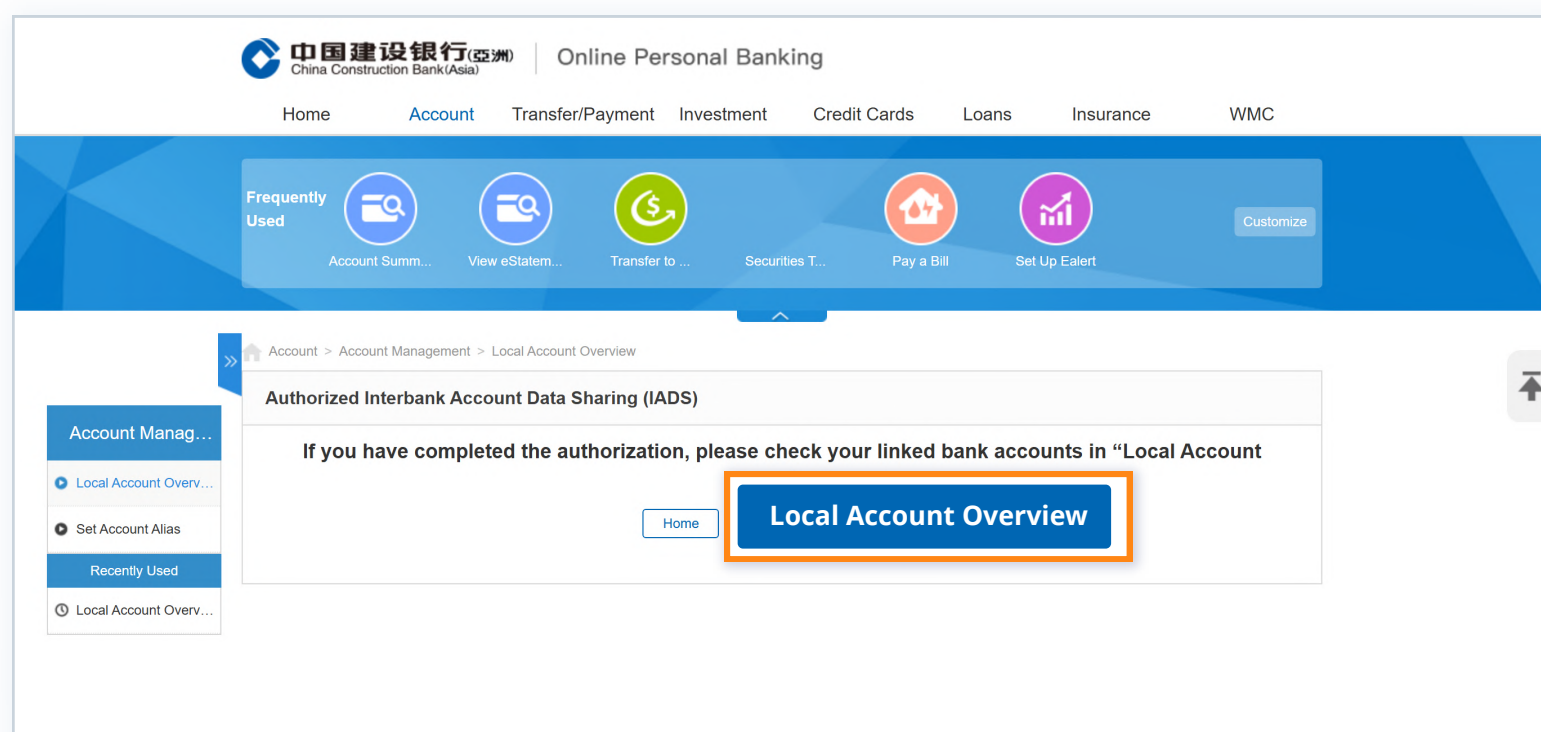 中国建设银行(亞洲)
China Construction Bank(Asia)
Online Personal Banking
Home Account Transfer/Payment Investment Credit Cards Loans Insurance WMC
Frequently
Used
Customize
Account Summ... View eStatem... Transfer to ... Securities T... Pay a Bill Set Up Ealert
Account > Account Management > Local Account Overview
Authorized Interbank Account Data Sharing (IADS)
If you have completed the authorization, please check your linked bank accounts in “Local Account
Home
Local Account Overview
Account Manag...
Local Account Overv...
Set Account Alias
Recently Used
Local Account Overv...